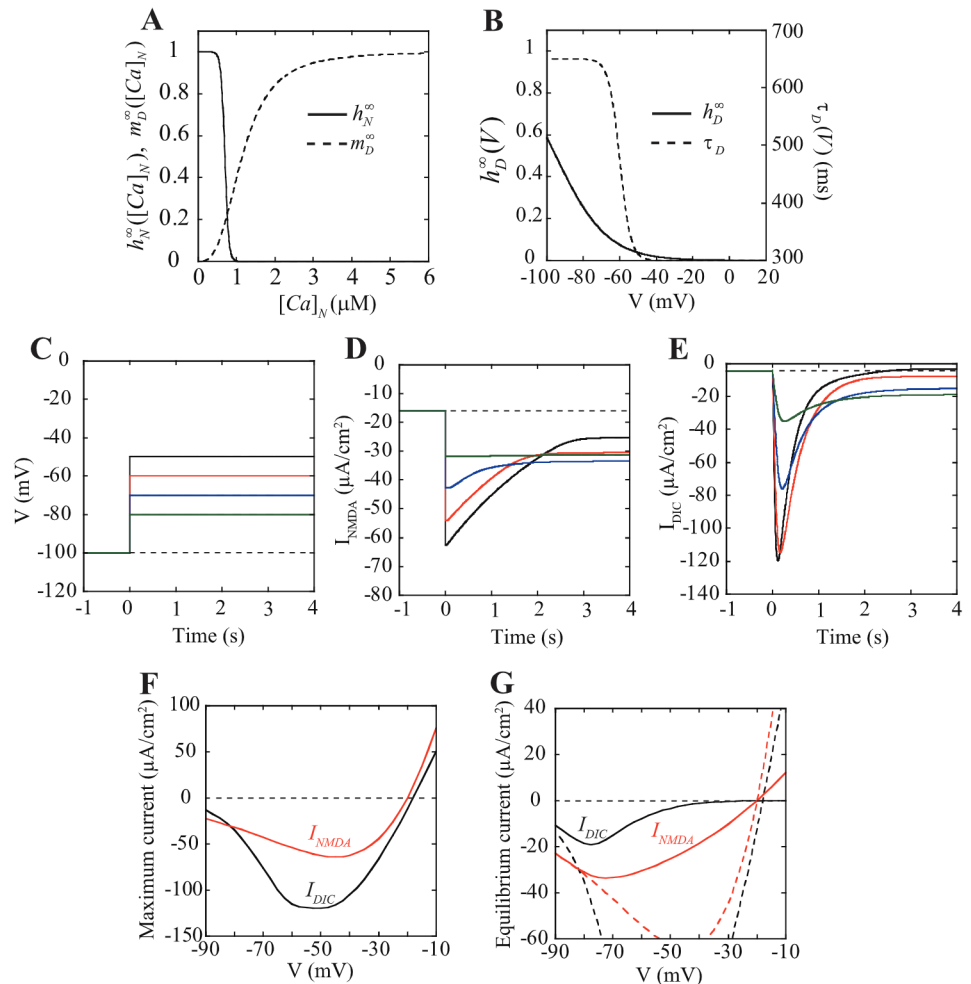 A
h_N^∞([Ca]_N), m_D^∞([Ca]_N)
1
0.8
0.6
0.4
0.2
0
h_N^∞
m_D^∞
0 1 2 3 4 5 6
[Ca]_N (μM)
B
h_D^∞(V)
1
0.8
0.6
0.4
0.2
0
h_D^∞
τ_D
700
600
500
400
300
τ_D(V) (ms)
-100 -80 -60 -40 -20 0 20
V (mV)
C
V (mV)
0
-20
-40
-60
-80
-100
-120
-1 0 1 2 3 4
Time (s)
D
I_NMDA (μA/cm²)
0
-10
-20
-30
-40
-50
-60
-70
-80
-1 0 1 2 3 4
Time (s)
E
I_DIC (μA/cm²)
0
-20
-40
-60
-80
-100
-120
-140
-1 0 1 2 3 4
Time (s)
F
Maximum current (μA/cm²)
100
50
0
-50
-100
-150
I_NMDA
I_DIC
-90 -70 -50 -30 -10
V (mV)
G
Equilibrium current (μA/cm²)
40
20
0
-20
-40
-60
I_DIC
I_NMDA
-90 -70 -50 -30 -10
V (mV)